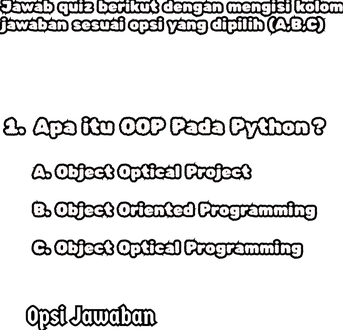 Jawab quiz berikut dengan mengisi kolom
jawaban sesuai opsi yang dipilih (A,B,C)
1. Apa itu OOP Pada Python?
A. Object Optical Project
B. Object Oriented Programming
C. Object Optical Programming
Opsi Jawaban